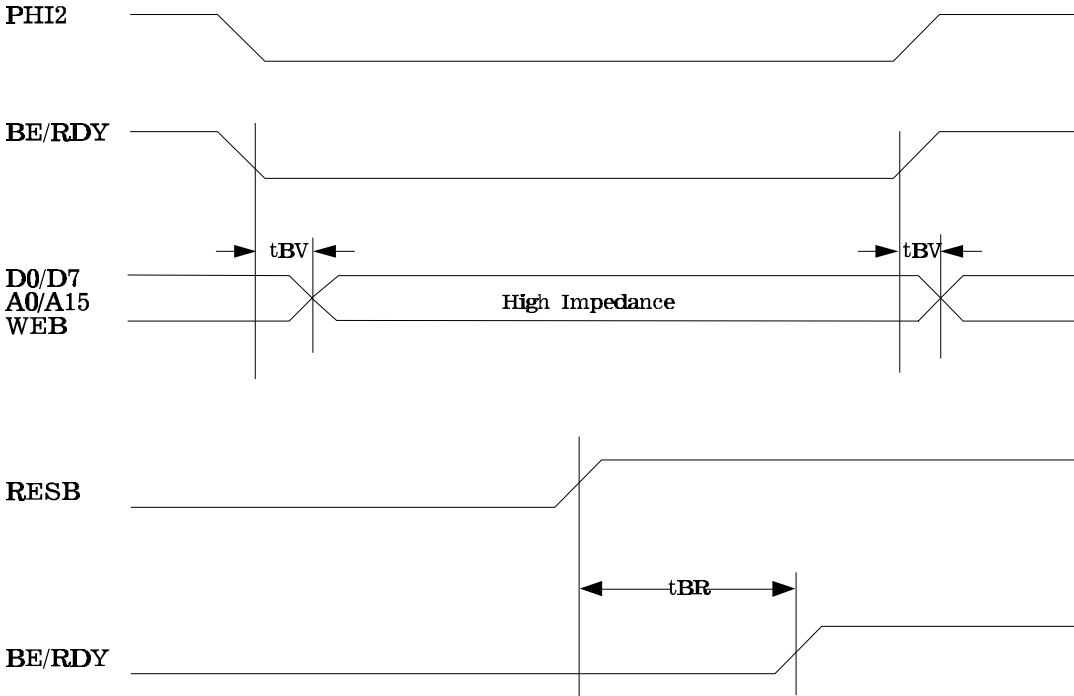 PHI2
BE/RDY
tBV
tBV
D0/D7
A0/A15
WEB
High Impedance
RESB
tBR
BE/RDY